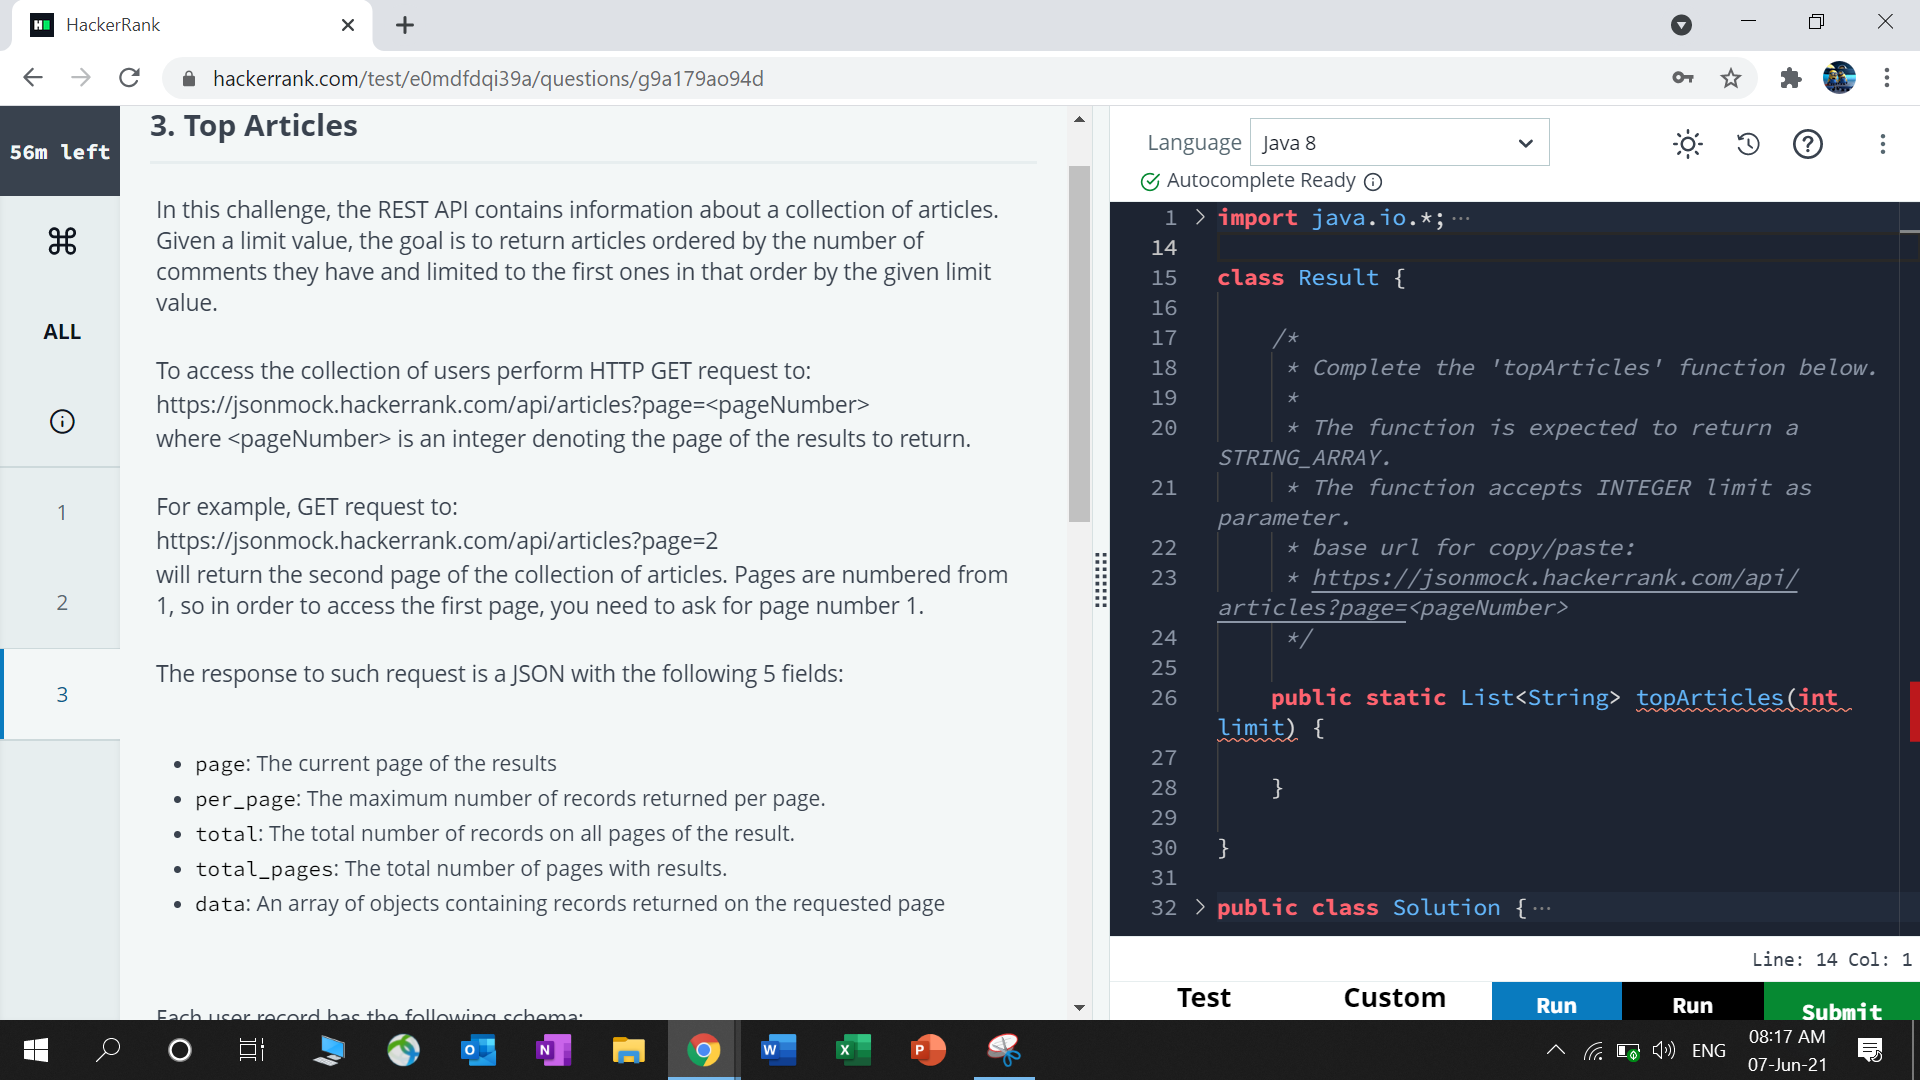 HackerRank
hackerrank.com/test/e0mdfdqi39a/questions/g9a179ao94d
56m left
ALL
1
2
3
3. Top Articles
In this challenge, the REST API contains information about a collection of articles.
Given a limit value, the goal is to return articles ordered by the number of
comments they have and limited to the first ones in that order by the given limit
value.
To access the collection of users perform HTTP GET request to:
https://jsonmock.hackerrank.com/api/articles?page=<pageNumber>
where <pageNumber> is an integer denoting the page of the results to return.
For example, GET request to:
https://jsonmock.hackerrank.com/api/articles?page=2
will return the second page of the collection of articles. Pages are numbered from
1, so in order to access the first page, you need to ask for page number 1.
The response to such request is a JSON with the following 5 fields:
• page: The current page of the results
• per_page: The maximum number of records returned per page.
• total: The total number of records on all pages of the result.
• total_pages: The total number of pages with results.
• data: An array of objects containing records returned on the requested page
Each user record has the following schema:
Language Java 8
Autocomplete Ready
1 > import java.io.*;···
14
15 class Result {
16
17 /*
18 * Complete the 'topArticles' function below.
19 *
20 * The function is expected to return a
STRING_ARRAY.
21 * The function accepts INTEGER limit as
parameter.
22 * base url for copy/paste:
23 * https://jsonmock.hackerrank.com/api/
articles?page=<pageNumber>
24 */
25
26 public static List<String> topArticles(int
limit) {
27
28 }
29
30 }
31
32 > public class Solution {···
Line: 14 Col: 1
Test Custom Run Run Submit
ENG
08:17 AM
07-Jun-21